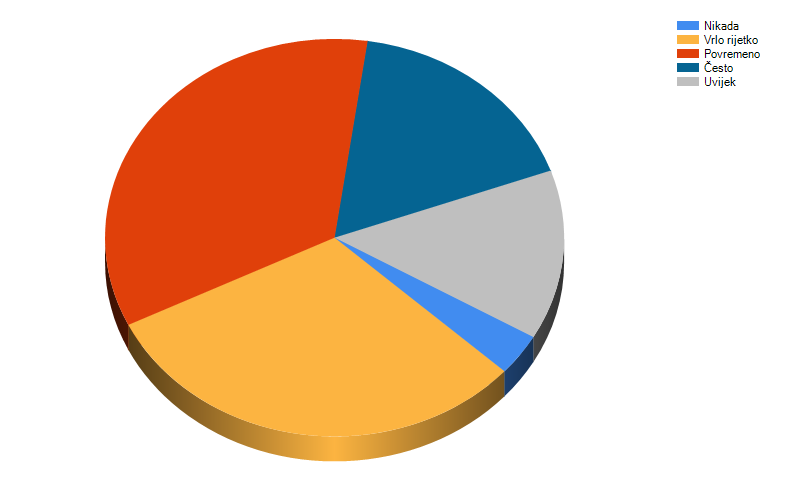 Nikada
Vrlo rijetko
Povremeno
Često
Uvijek